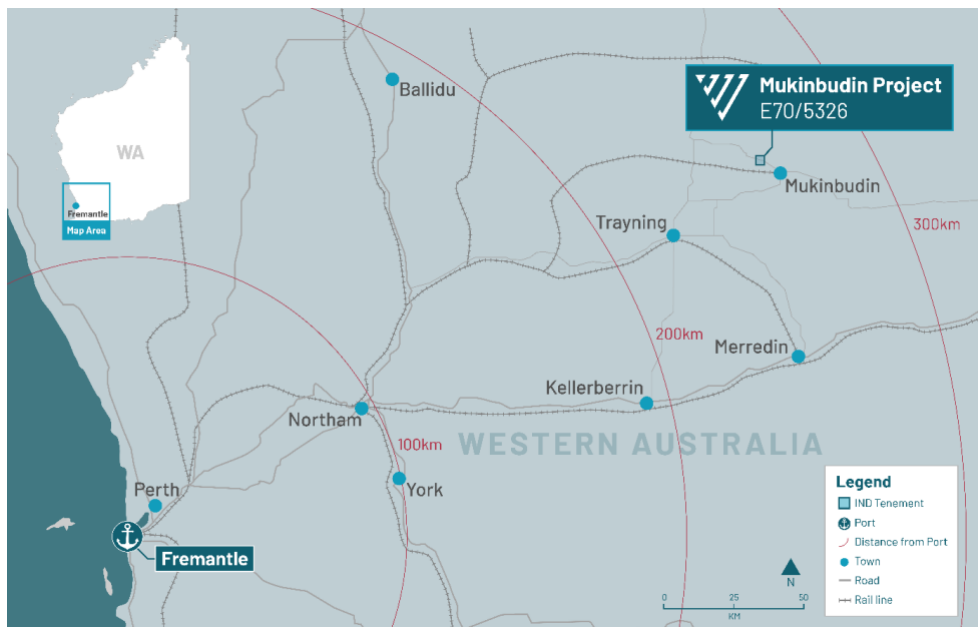 Ballidu
Mukinbudin Project
E70/5326
WA
Fremantle
Map Area
Mukinbudin
Trayning
300km
200km
Merredin
Kellerberrin
Northam
100km
WESTERN AUSTRALIA
York
Perth
Fremantle
Legend
IND Tenement
Port
Distance from Port
Town
Road
Rail line
N
0 25 50
KM